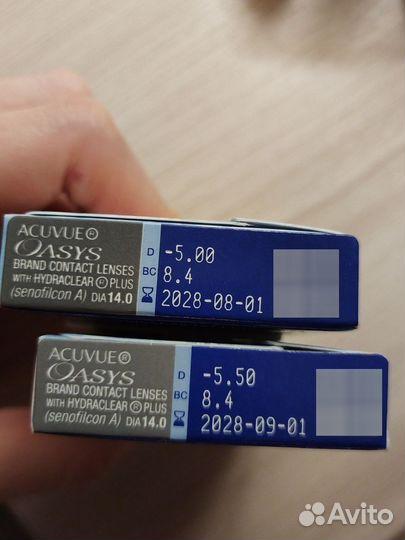 ACUVUE®
OASYS
BRAND CONTACT LENSES
WITH HYDRACLEAR® PLUS
(senofilcon A) DIA 14.0
D -5.00
BC 8.4
2028-08-01
ACUVUE®
OASYS
BRAND CONTACT LENSES
WITH HYDRACLEAR® PLUS
(senofilcon A) DIA 14.0
D -5.50
BC 8.4
2028-09-01
Avito